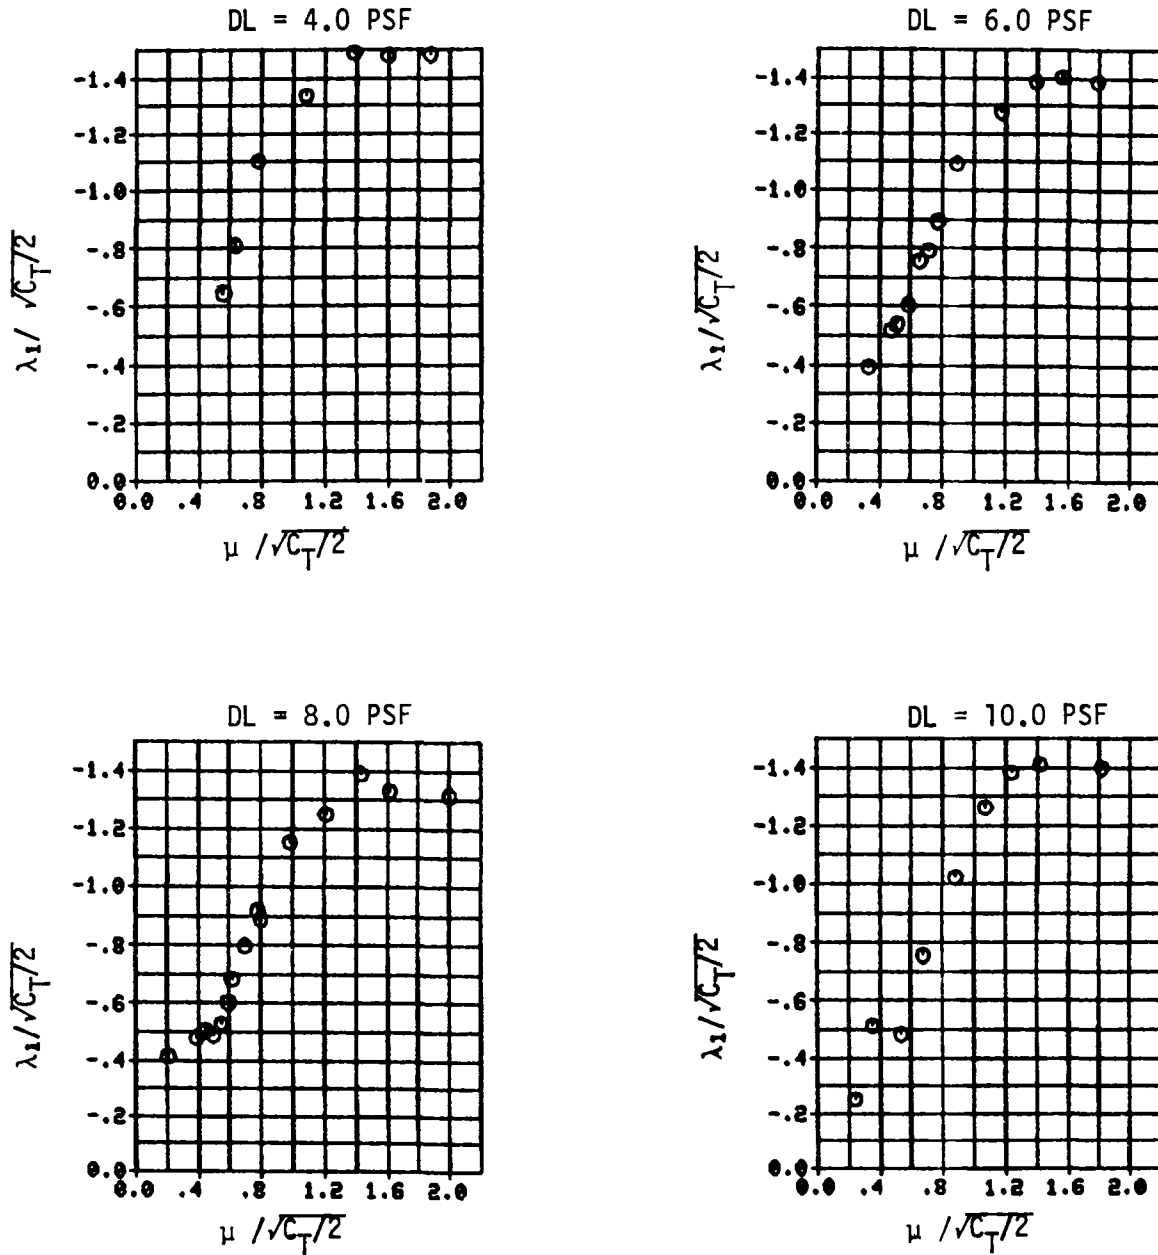 DL = 4.0 PSF
-1.4
-1.2
-1.0
-.8
-.6
-.4
-.2
0.0
0.0 .4 .8 1.2 1.6 2.0
λ₁/ √C_T/2
μ /√C_T/2
DL = 6.0 PSF
-1.4
-1.2
-1.0
-.8
-.6
-.4
-.2
0.0
0.0 .4 .8 1.2 1.6 2.0
λ₁/√C_T/2
μ /√C_T/2
DL = 8.0 PSF
-1.4
-1.2
-1.0
-.8
-.6
-.4
-.2
0.0
0.0 .4 .8 1.2 1.6 2.0
λ₁/√C_T/2
μ /√C_T/2
DL = 10.0 PSF
-1.4
-1.2
-1.0
-.8
-.6
-.4
-.2
0.0
0.0 .4 .8 1.2 1.6 2.0
λ₁/√C_T/2
μ /√C_T/2